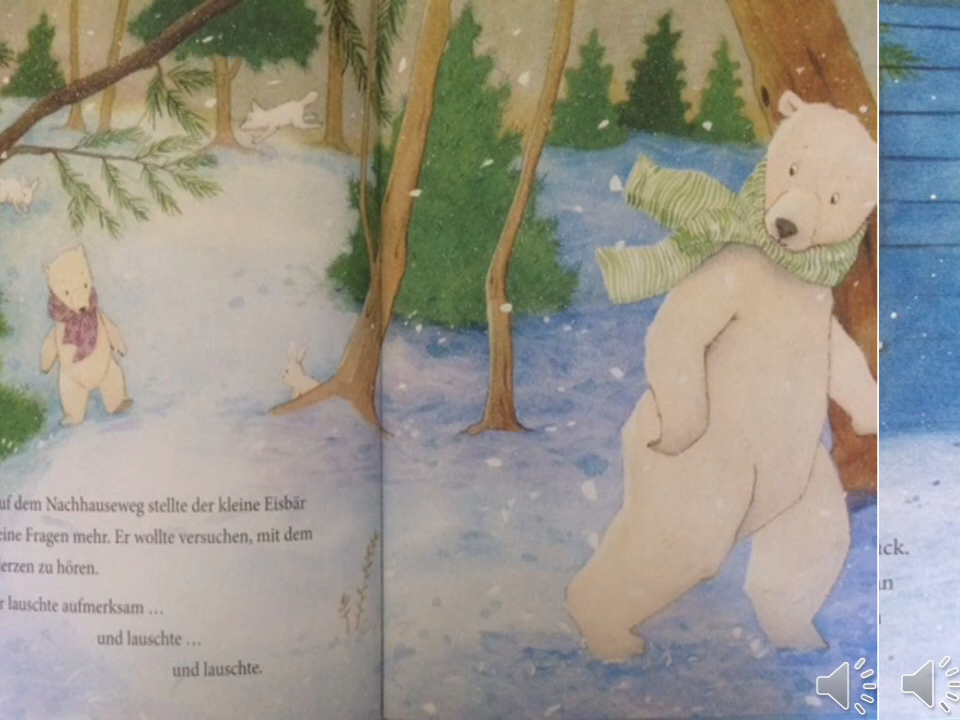 uf dem Nachhauseweg stellte der kleine Eisbär
eine Fragen mehr. Er wollte versuchen, mit dem
erzen zu hören.
r lauschte aufmerksam …
und lauschte …
und lauschte.
ck.
n